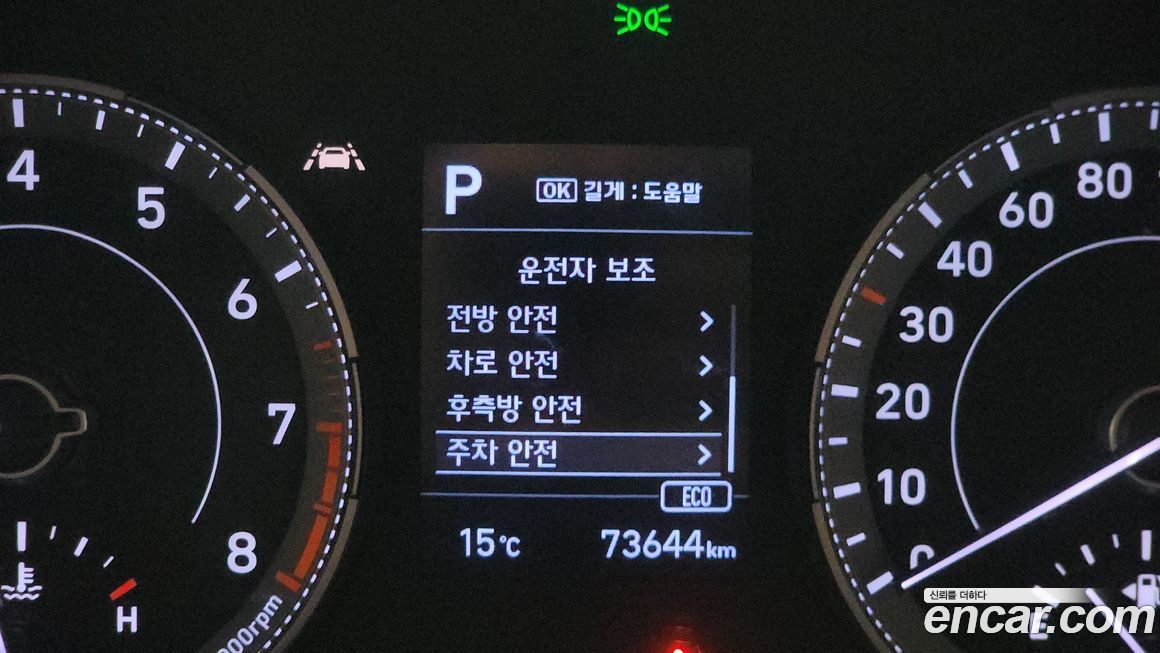 4
5
6
7
8
H
000rpm
P
OK 길게 : 도움말
운전자 보조
전방 안전
차로 안전
후측방 안전
주차 안전
ECO
15℃
73644km
80
60
40
30
20
10
0
E
신뢰를 더하다
encar.com